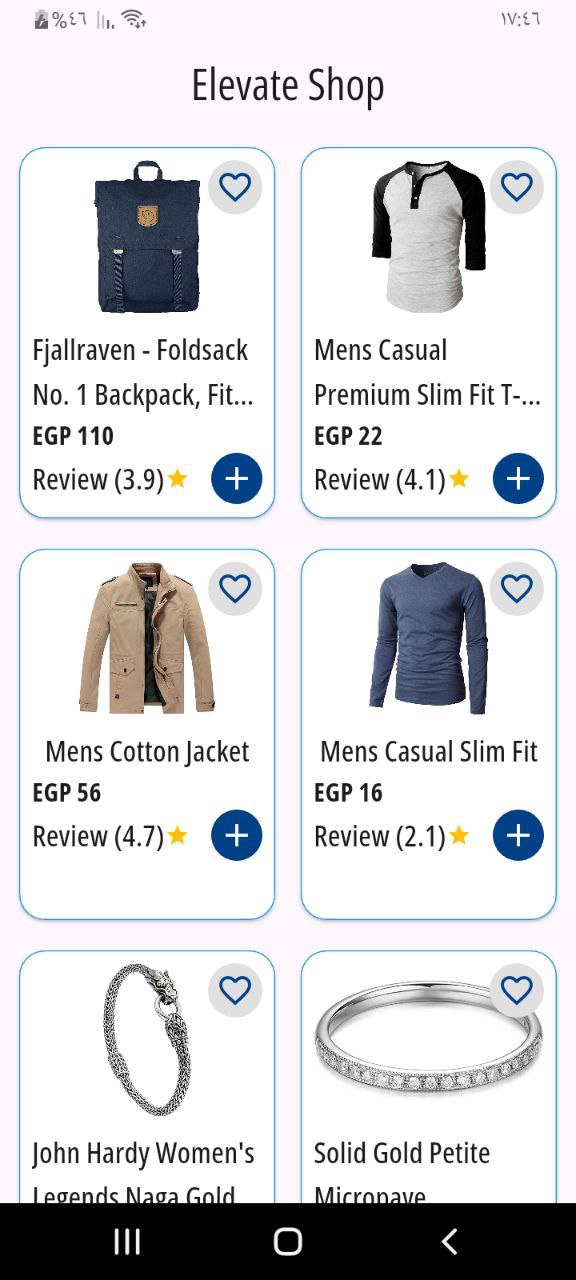 %٤٦
١٧:٤٦
Elevate Shop
Fjallraven - Foldsack
No. 1 Backpack, Fit...
EGP 110
Review (3.9)
Mens Casual
Premium Slim Fit T-...
EGP 22
Review (4.1)
Mens Cotton Jacket
EGP 56
Review (4.7)
Mens Casual Slim Fit
EGP 16
Review (2.1)
John Hardy Women's
Legends Naga Gold
Solid Gold Petite
Micropave